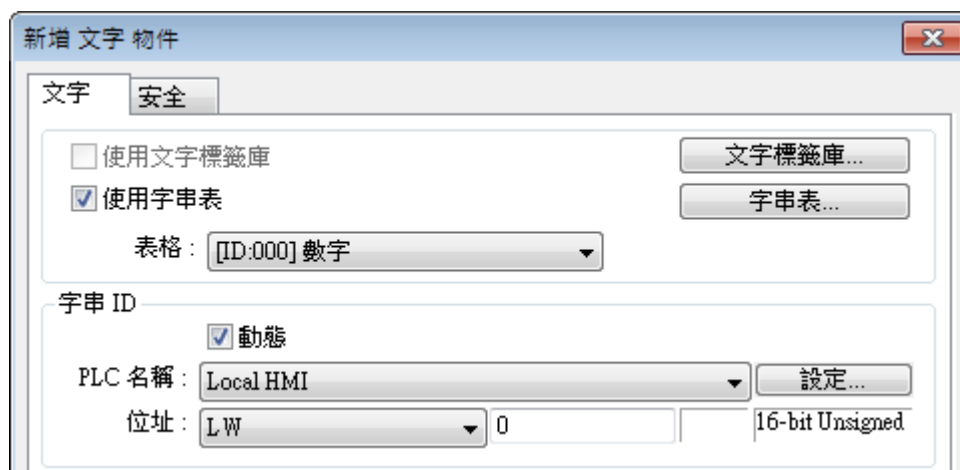 新增 文字 物件
文字 安全
使用文字標籤庫 文字標籤庫...
使用字串表 字串表...
表格 : [ID:000] 數字
字串 ID
動態
PLC 名稱 : Local HMI 設定...
位址 : LW 0 16-bit Unsigned